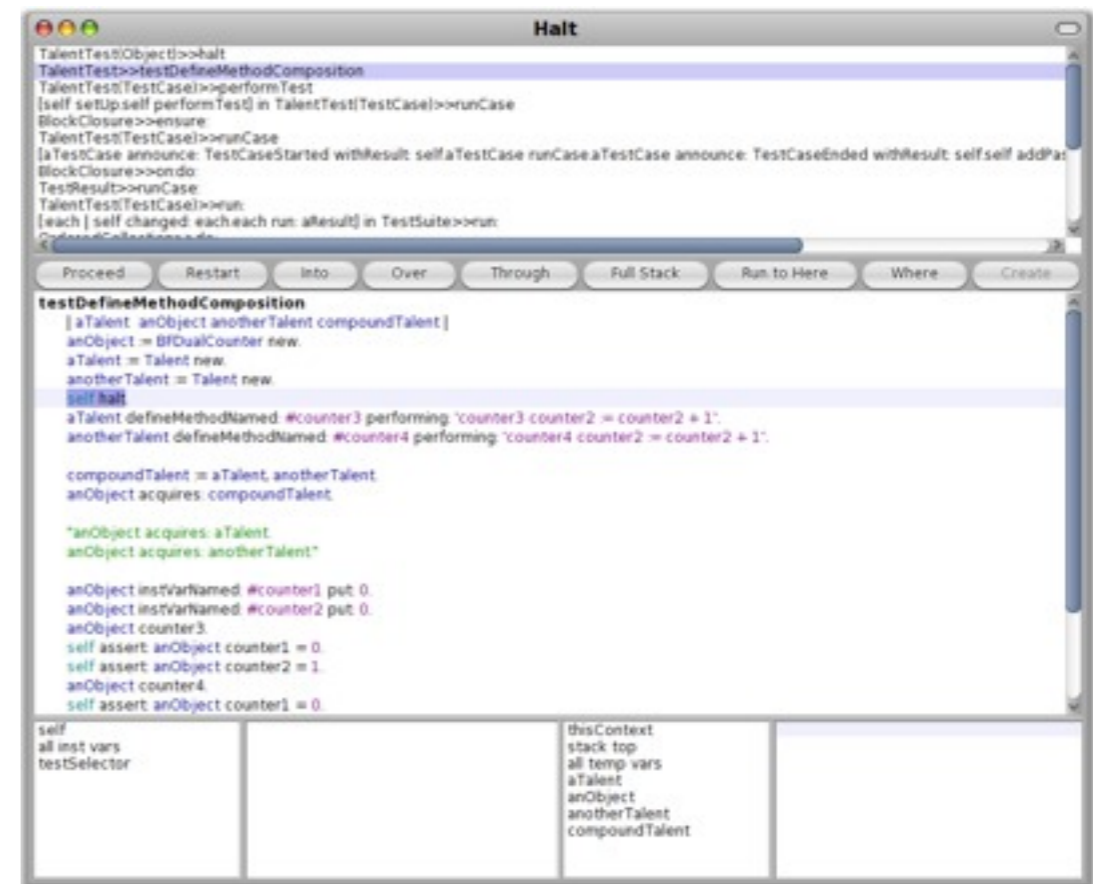 Halt
TalentTest(Object)>>halt
TalentTest>>testDefineMethodComposition
TalentTest(TestCase)>>performTest
[self setUp.self performTest] in TalentTest(TestCase)>>runCase
BlockClosure>>ensure:
TalentTest(TestCase)>>runCase
[aTestCase announce: TestCaseStarted withResult: self.aTestCase runCase.aTestCase announce: TestCaseEnded withResult: self.self addPas
BlockClosure>>on:do:
TestResult>>runCase:
TalentTest(TestCase)>>run:
[each | self changed: each.each run: aResult] in TestSuite>>run:
Proceed Restart Into Over Through Full Stack Run to Here Where Create
testDefineMethodComposition
| aTalent anObject anotherTalent compoundTalent |
anObject := BFDualCounter new.
aTalent := Talent new.
anotherTalent := Talent new.
self halt.
aTalent defineMethodNamed: #counter3 performing: 'counter3 counter2 := counter2 + 1'.
anotherTalent defineMethodNamed: #counter4 performing: 'counter4 counter2 := counter2 + 1'.
compoundTalent := aTalent, anotherTalent.
anObject acquires: compoundTalent.
"anObject acquires: aTalent.
anObject acquires: anotherTalent"
anObject instVarNamed: #counter1 put: 0.
anObject instVarNamed: #counter2 put: 0.
anObject counter3.
self assert: anObject counter1 = 0.
self assert: anObject counter2 = 1.
anObject counter4.
self assert: anObject counter1 = 0.
self
all inst vars
testSelector
thisContext
stack top
all temp vars
aTalent
anObject
anotherTalent
compoundTalent